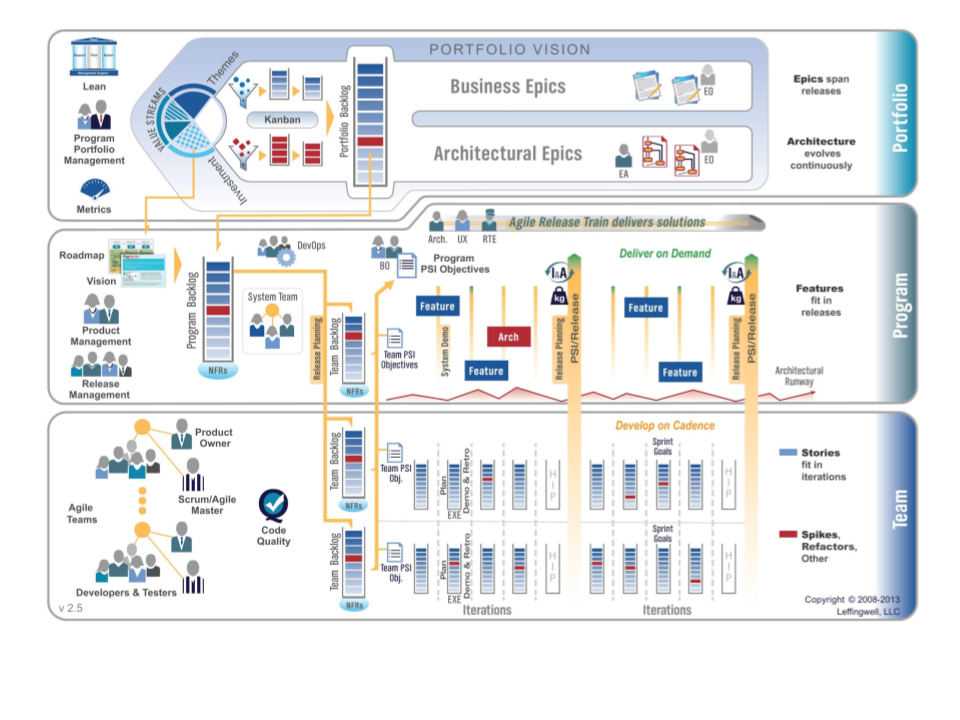 PORTFOLIO VISION
Lean
Program
Portfolio
Management
Metrics
VALUE STREAMS
Themes
Investment
Kanban
Portfolio Backlog
Business Epics
EO
Architectural Epics
EA
EO
Epics span
releases
Architecture
evolves
continuously
Portfolio
Roadmap
Vision
Product
Management
Release
Management
Program Backlog
NFRs
DevOps
System Team
Release Planning
Team Backlog
NFRs
BO
Program
PSI Objectives
Team PSI
Objectives
Arch.
UX
RTE
Agile Release Train delivers solutions
Deliver on Demand
Feature
System Demo
Feature
Arch
I&A
kg
Release Planning
PSI/Release
Feature
Feature
I&A
kg
Release Planning
PSI/Release
Architectural
Runway
Features
fit in
releases
Program
Product
Owner
Scrum/Agile
Master
Agile
Teams
Developers & Testers
Code
Quality
v 2.5
Team Backlog
NFRs
Team PSI
Obj.
Team Backlog
NFRs
Team PSI
Obj.
Develop on Cadence
Plan
EXE
Demo & Retro
HIP
Sprint
Goals
HIP
Plan
EXE
Demo & Retro
HIP
Sprint
Goals
HIP
Iterations
Iterations
Stories
fit in
iterations
Spikes,
Refactors,
Other
Copyright © 2008-2013
Leffingwell, LLC
Team